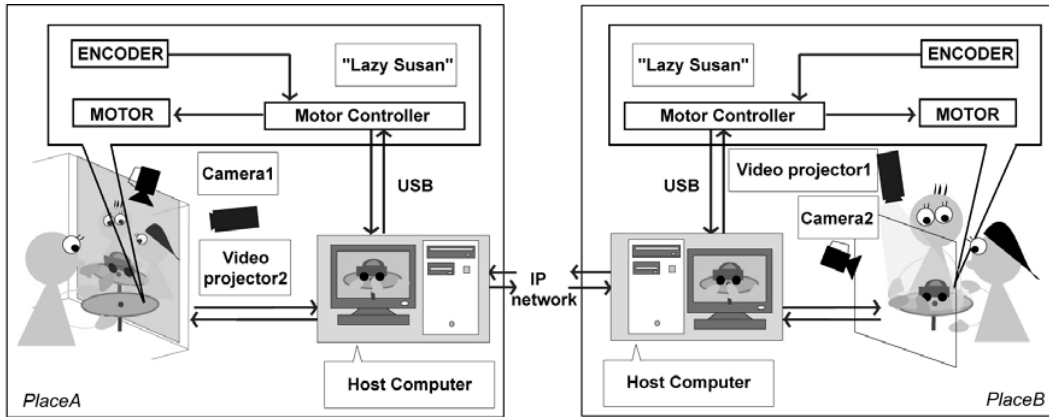 ENCODER
"Lazy Susan"
MOTOR
Motor Controller
Camera1
USB
Video
projector2
Host Computer
PlaceA
IP
network
"Lazy Susan"
ENCODER
Motor Controller
MOTOR
USB
Video projector1
Camera2
Host Computer
PlaceB